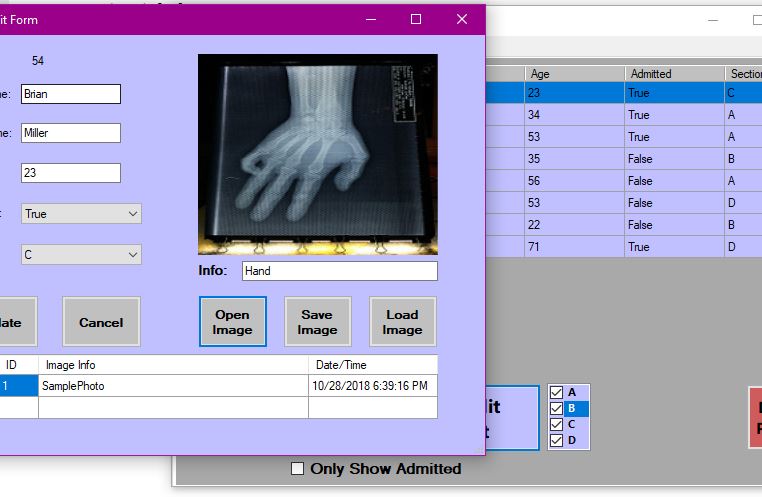 it Form
54
ne:
Brian
ne:
Miller
23
:
True
C
Info:
Hand
late
Cancel
Open
Image
Save
Image
Load
Image
ID
Image Info
Date/Time
1
SamplePhoto
10/28/2018 6:39:16 PM
Age
Admitted
Section
23
True
C
34
True
A
53
True
A
35
False
B
56
True
A
53
False
D
22
False
B
71
True
D
lit
t
A
B
C
D
Only Show Admitted